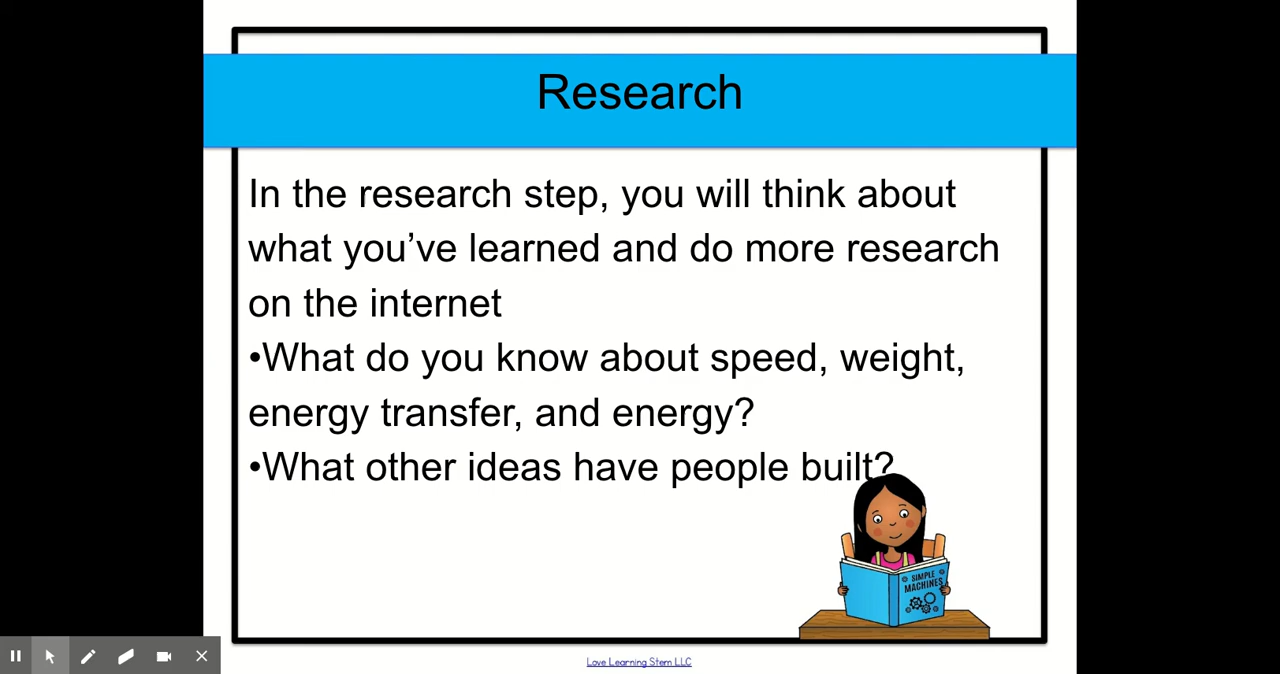 Research
In the research step, you will think about
what you’ve learned and do more research
on the internet
•What do you know about speed, weight,
energy transfer, and energy?
•What other ideas have people built?
SIMPLE
MACHINES
Love Learning Stem LLC